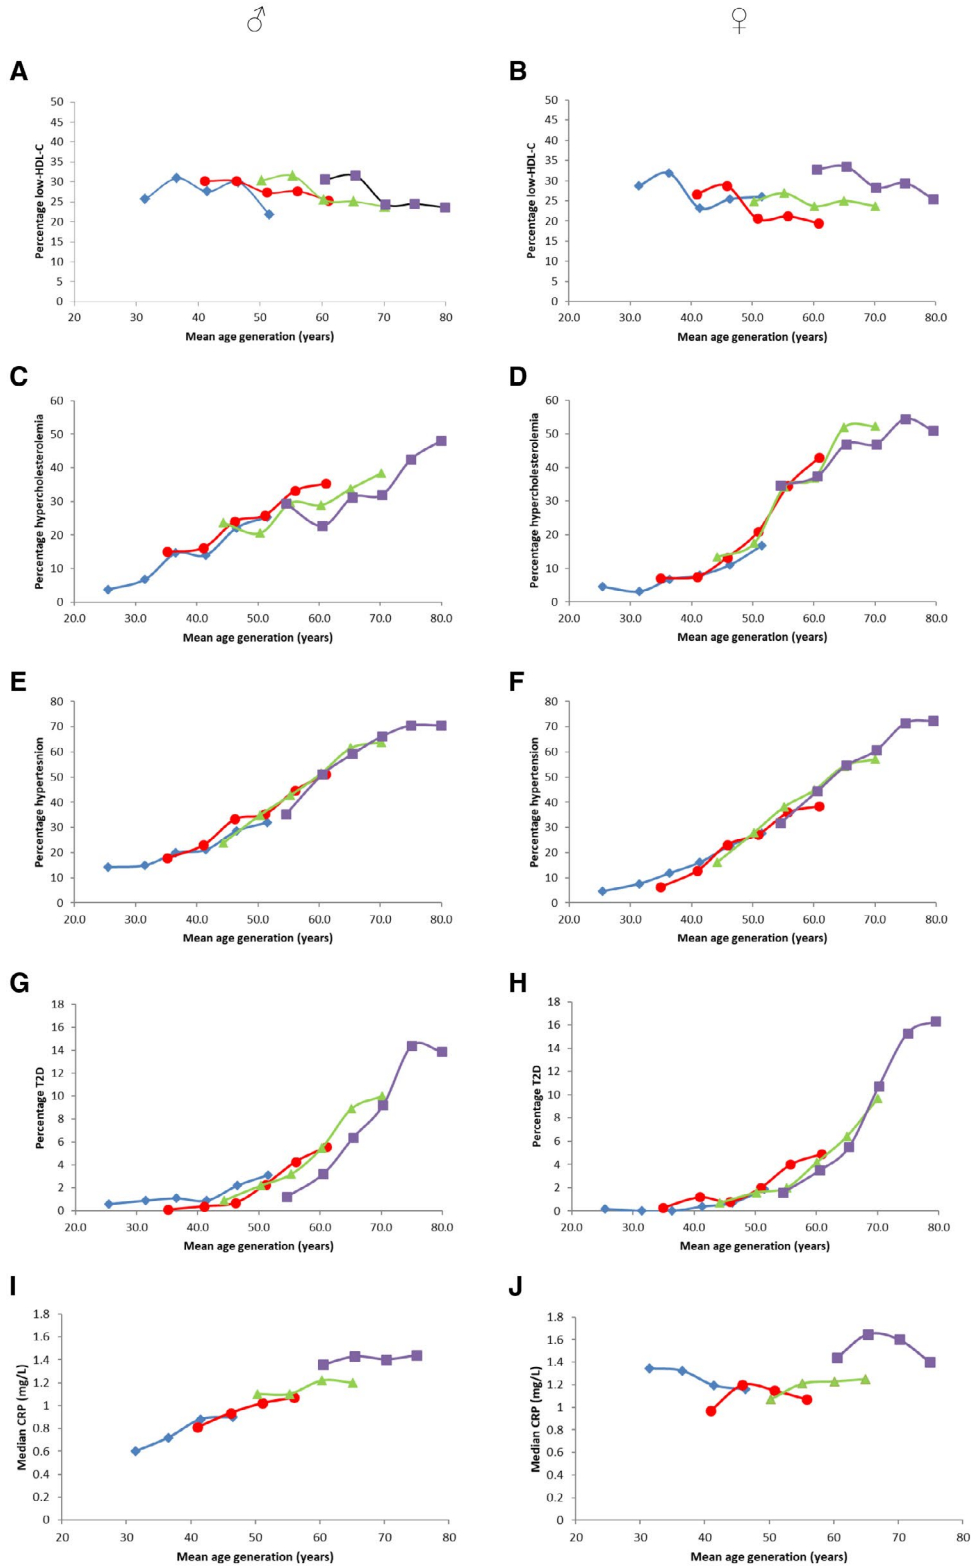 ♂ ♀
A B
Percentage low-HDL-C
50
45
40
35
30
25
20
15
10
5
0
20 30 40 50 60 70 80
Mean age generation (years)
Percentage low-HDL-C
50
45
40
35
30
25
20
15
10
5
0
20.0 30.0 40.0 50.0 60.0 70.0 80.0
Mean age generation (years)
C D
Percentage hypercholesterolemia
60
50
40
30
20
10
0
20.0 30.0 40.0 50.0 60.0 70.0 80.0
Mean age generation (years)
Percentage hypercholesterolemia
60
50
40
30
20
10
0
20.0 30.0 40.0 50.0 60.0 70.0 80.0
Mean age generation (years)
E F
Percentage hypertesnion
80
70
60
50
40
30
20
10
0
20.0 30.0 40.0 50.0 60.0 70.0 80.0
Mean age generation (years)
Percentage hypertension
80
70
60
50
40
30
20
10
0
20.0 30.0 40.0 50.0 60.0 70.0 80.0
Mean age generation (years)
G H
Percentage T2D
18
16
14
12
10
8
6
4
2
0
20.0 30.0 40.0 50.0 60.0 70.0 80.0
Mean age generation (years)
Percentage T2D
18
16
14
12
10
8
6
4
2
0
20.0 30.0 40.0 50.0 60.0 70.0 80.0
Mean age generation (years)
I J
Median CRP (mg/L)
1.8
1.6
1.4
1.2
1
0.8
0.6
0.4
0.2
0
20 30 40 50 60 70 80
Mean age generation (years)
Median CRP (mg/L)
1.8
1.6
1.4
1.2
1
0.8
0.6
0.4
0.2
0
20 30 40 50 60 70 80
Mean age generation (years)